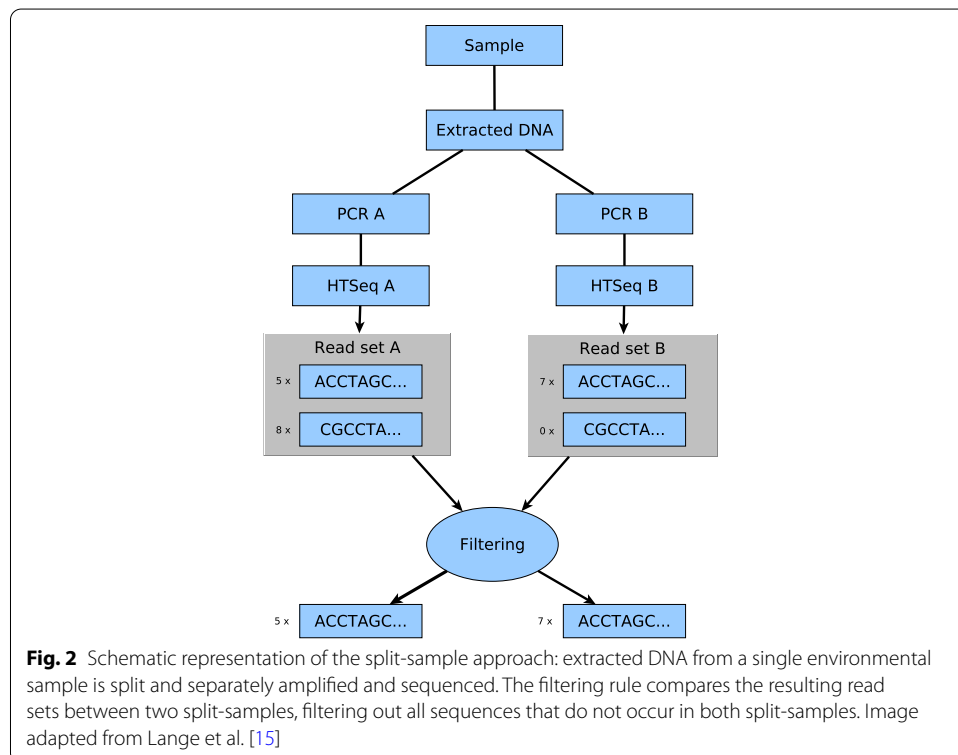 Sample
Extracted DNA
PCR A
PCR B
HTSeq A
HTSeq B
Read set A
5 x ACCTAGC...
8 x CGCCTA...
Read set B
7 x ACCTAGC...
0 x CGCCTA...
Filtering
5 x ACCTAGC...
7 x ACCTAGC...
Fig. 2 Schematic representation of the split-sample approach: extracted DNA from a single environmental
sample is split and separately amplified and sequenced. The filtering rule compares the resulting read
sets between two split-samples, filtering out all sequences that do not occur in both split-samples. Image
adapted from Lange et al. [15]